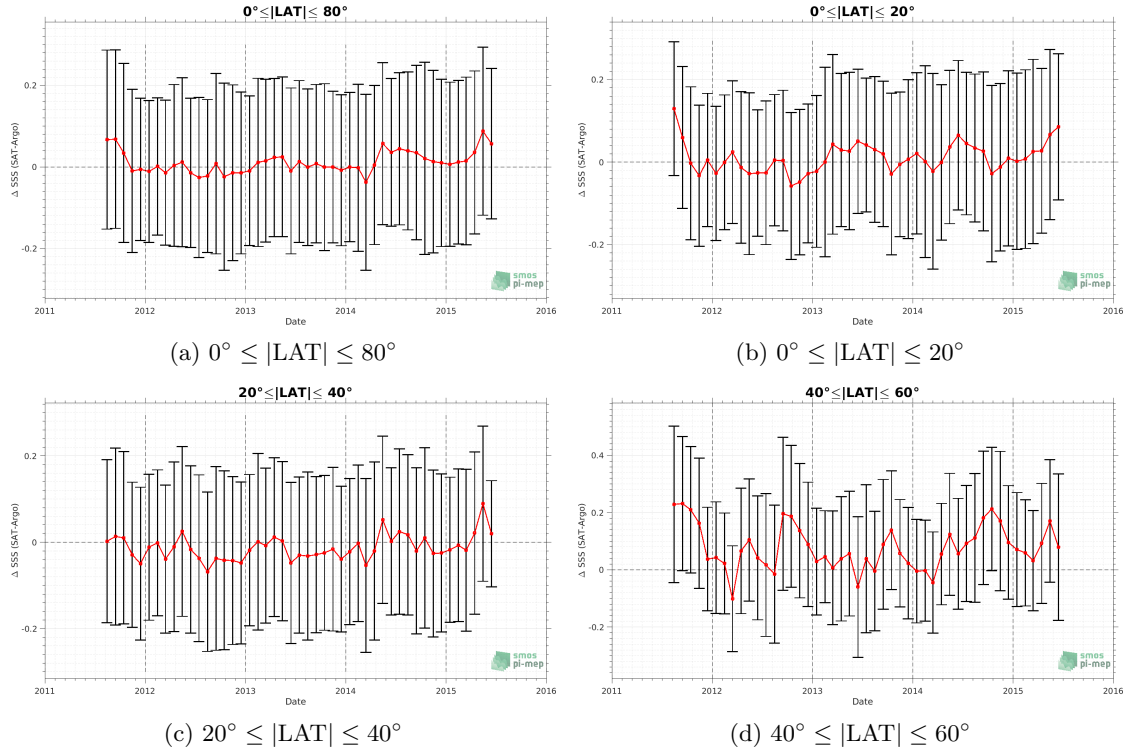 0°≤|LAT|≤ 80°
Δ SSS (SAT-Argo)
0.2
0
-0.2
smos
pi-mep
2011 2012 2013 2014 2015 2016
Date
(a) 0° ≤ |LAT| ≤ 80°
0°≤|LAT|≤ 20°
Δ SSS (SAT-Argo)
0.2
0
-0.2
smos
pi-mep
2011 2012 2013 2014 2015 2016
Date
(b) 0° ≤ |LAT| ≤ 20°
20°≤|LAT|≤ 40°
Δ SSS (SAT-Argo)
0.2
0
-0.2
smos
pi-mep
2011 2012 2013 2014 2015 2016
Date
(c) 20° ≤ |LAT| ≤ 40°
40°≤|LAT|≤ 60°
Δ SSS (SAT-Argo)
0.4
0.2
0
-0.2
smos
pi-mep
2011 2012 2013 2014 2015 2016
Date
(d) 40° ≤ |LAT| ≤ 60°